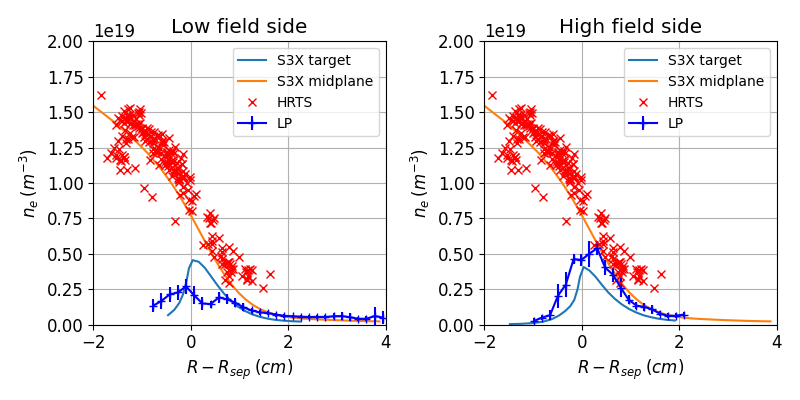 Low field side
1e19
2.00
1.75
1.50
1.25
1.00
0.75
0.50
0.25
0.00
−2
0
2
4
n_e (m^{-3})
R − R_{sep} (cm)
S3X target
S3X midplane
HRTS
LP
High field side
1e19
2.00
1.75
1.50
1.25
1.00
0.75
0.50
0.25
0.00
−2
0
2
4
n_e (m^{-3})
R − R_{sep} (cm)
S3X target
S3X midplane
HRTS
LP